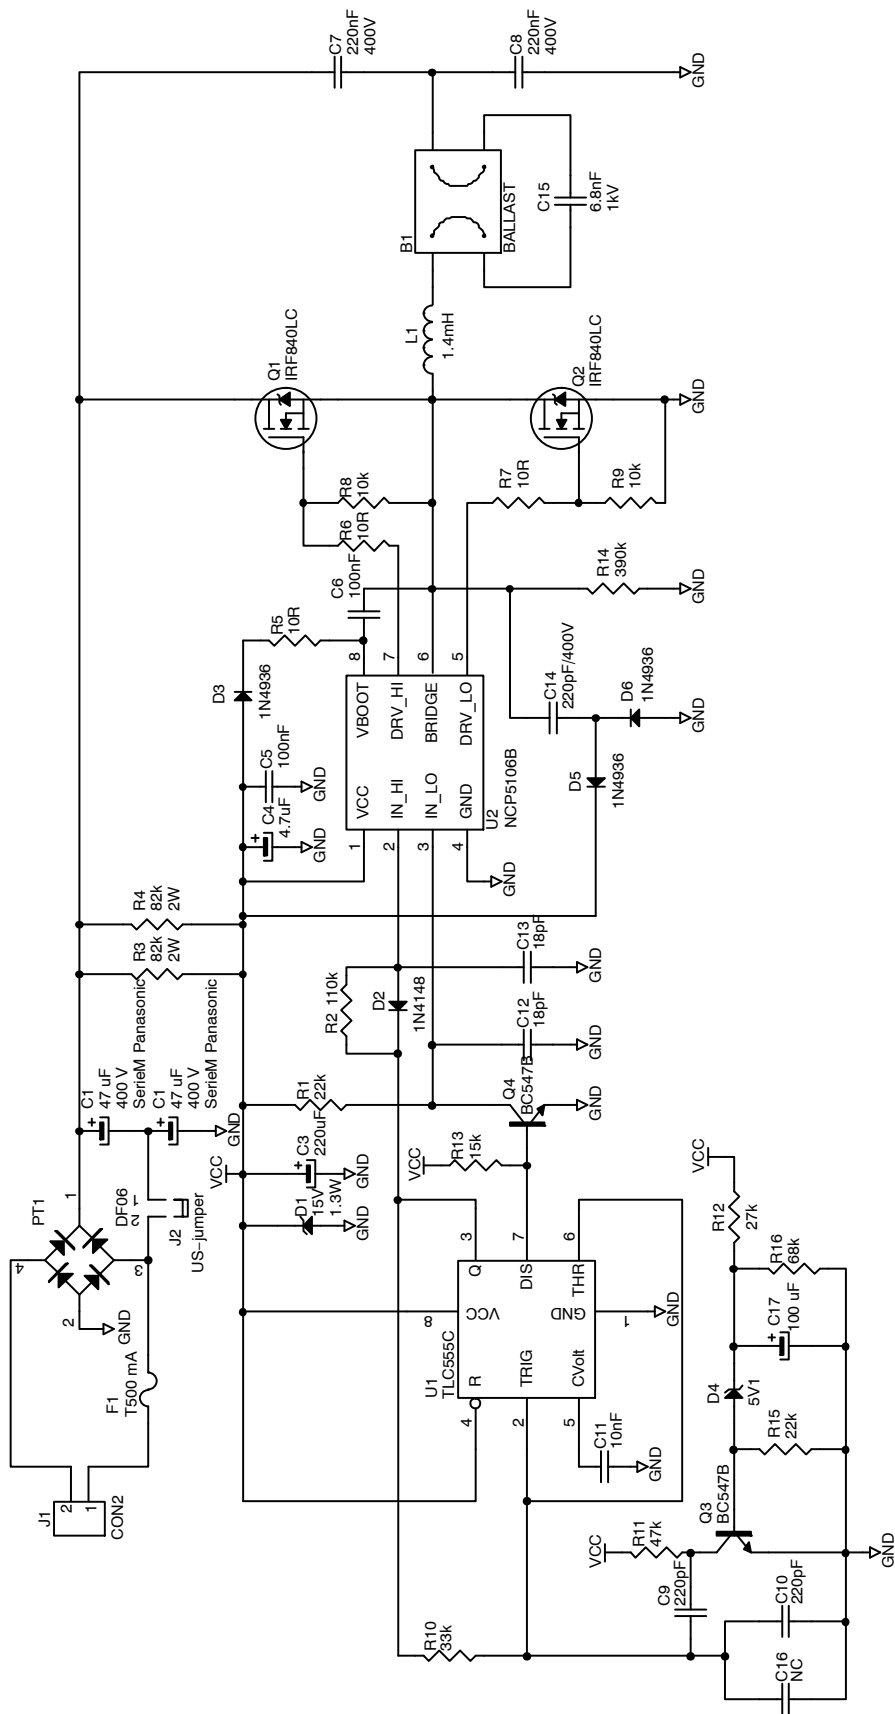 J1
CON2
2
1
F1
T500 mA
PT1
DF06
4
1
2
3
GND
J2
US-jumper
2 1
C1
47 uF
400 V
SerieM Panasonic
C1
47 uF
400 V
SerieM Panasonic
GND
R3
82k
2W
R4
82k
2W
VCC
D1
15V
1.3W
GND
C3
220uF
GND
R1
22k
R2 110k
D2
1N4148
C4
4.7uF
GND
C5
100nF
GND
D3
1N4936
R5
10R
C6
100nF
R6
10R
R8
10k
Q1
IRF840LC
L1
1.4mH
B1
BALLAST
C15
6.8nF
1kV
C7
220nF
400V
C8
220nF
400V
GND
Q2
IRF840LC
GND
R7
10R
R9
10k
R14
390k
GND
C14
220pF/400V
D6
1N4936
GND
D5
1N4936
U2
NCP5106B
VCC
IN_HI
IN_LO
GND
VBOOT
DRV_HI
BRIDGE
DRV_LO
1
2
3
4
8
7
6
5
GND
C13
18pF
GND
C12
18pF
GND
Q4
BC547B
GND
VCC
R13
15k
U1
TLC555C
R
TRIG
CVolt
VCC
GND
Q
DIS
THR
4
2
5
8
1
3
7
6
GND
C11
10nF
GND
R10
33k
VCC
R12
27k
R16
68k
C17
100 uF
D4
5V1
R15
22k
Q3
BC547B
GND
VCC
R11
47k
C9
220pF
C10
220pF
C16
NC